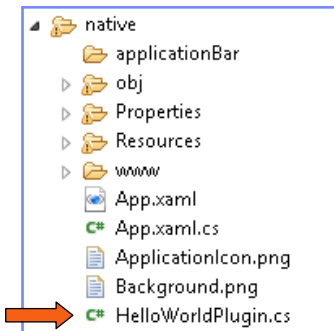 native
applicationBar
obj
Properties
Resources
www
App.xaml
C# App.xaml.cs
ApplicationIcon.png
Background.png
C# HelloWorldPlugin.cs